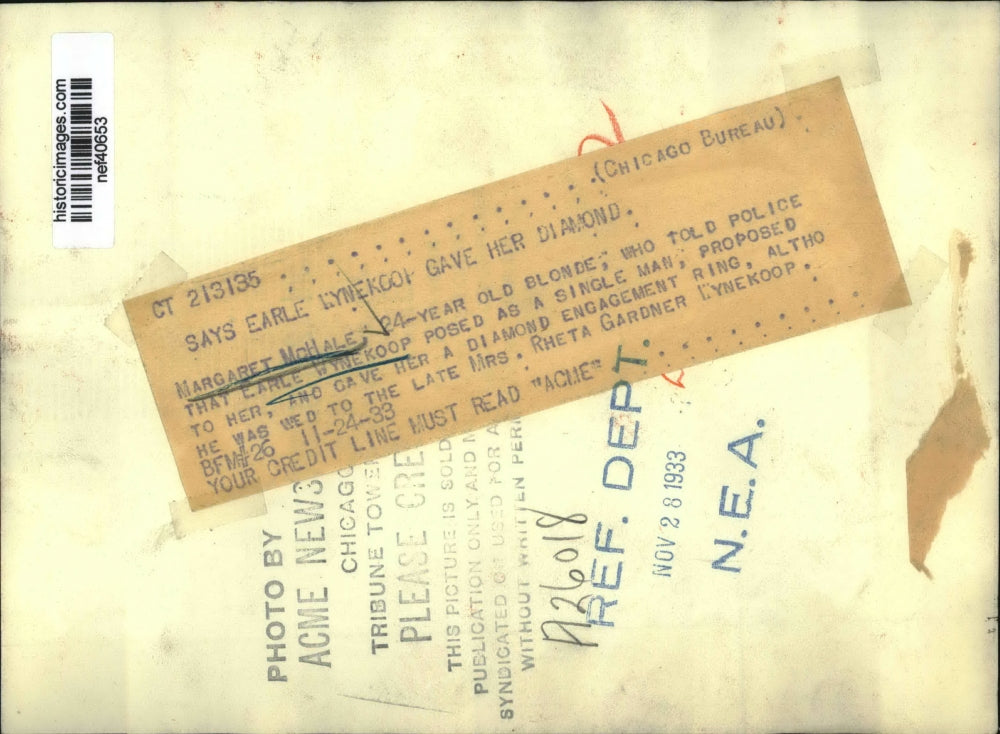 historicimages.com
nef40653
(CHICAGO BUREAU).
CT 213135
SAYS EARLE WYNEKOOP GAVE HER DIAMOND.
MARGARET MCHALE, 24-YEAR OLD BLONDE, WHO TOLD POLICE
THAT EARLE WYNEKOOP POSED AS A SINGLE MAN, PROPOSED
TO HER, AND GAVE HER A DIAMOND ENGAGEMENT RING, ALTHO
HE WAS WED TO THE LATE MRS. RHETA GARDNER WYNEKOOP.
BFM 26 11-24-33
YOUR CREDIT LINE MUST READ "ACME"
PHOTO BY
ACME NEWS
CHICAGO
TRIBUNE TOWER
PLEASE CRE
THIS PICTURE IS SOLD
PUBLICATION ONLY AND
SYNDICATED OR USED FOR A
WITHOUT WRITTEN PER
A26018
REF. DEPT.
NOV 28 1933
N.E.A.